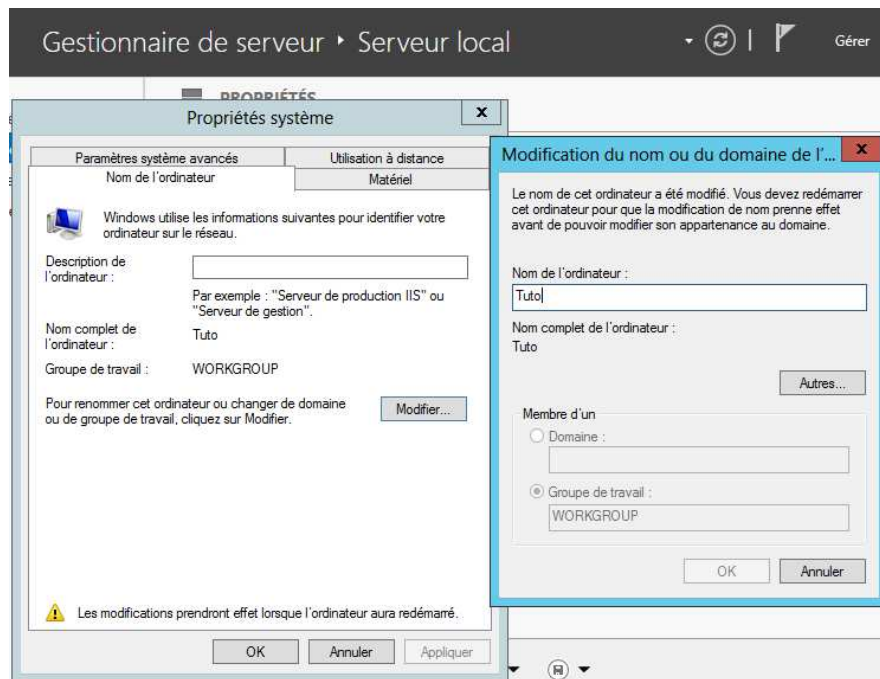 Gestionnaire de serveur ‣ Serveur local
Gérer
PROPRIÉTÉS
Propriétés système
x
Paramètres système avancés
Utilisation à distance
Nom de l'ordinateur
Matériel
Windows utilise les informations suivantes pour identifier votre
ordinateur sur le réseau.
Description de
l'ordinateur :
Par exemple : "Serveur de production IIS" ou
"Serveur de gestion".
Nom complet de
l'ordinateur :
Tuto
Groupe de travail :
WORKGROUP
Pour renommer cet ordinateur ou changer de domaine
ou de groupe de travail, cliquez sur Modifier.
Modifier...
Les modifications prendront effet lorsque l'ordinateur aura redémarré.
OK
Annuler
Appliquer
Modification du nom ou du domaine de l'...
x
Le nom de cet ordinateur a été modifié. Vous devez redémarrer
cet ordinateur pour que la modification de nom prenne effet
avant de pouvoir modifier son appartenance au domaine.
Nom de l'ordinateur :
Tuto
Nom complet de l'ordinateur :
Tuto
Autres...
Membre d'un
Domaine :
Groupe de travail :
WORKGROUP
OK
Annuler